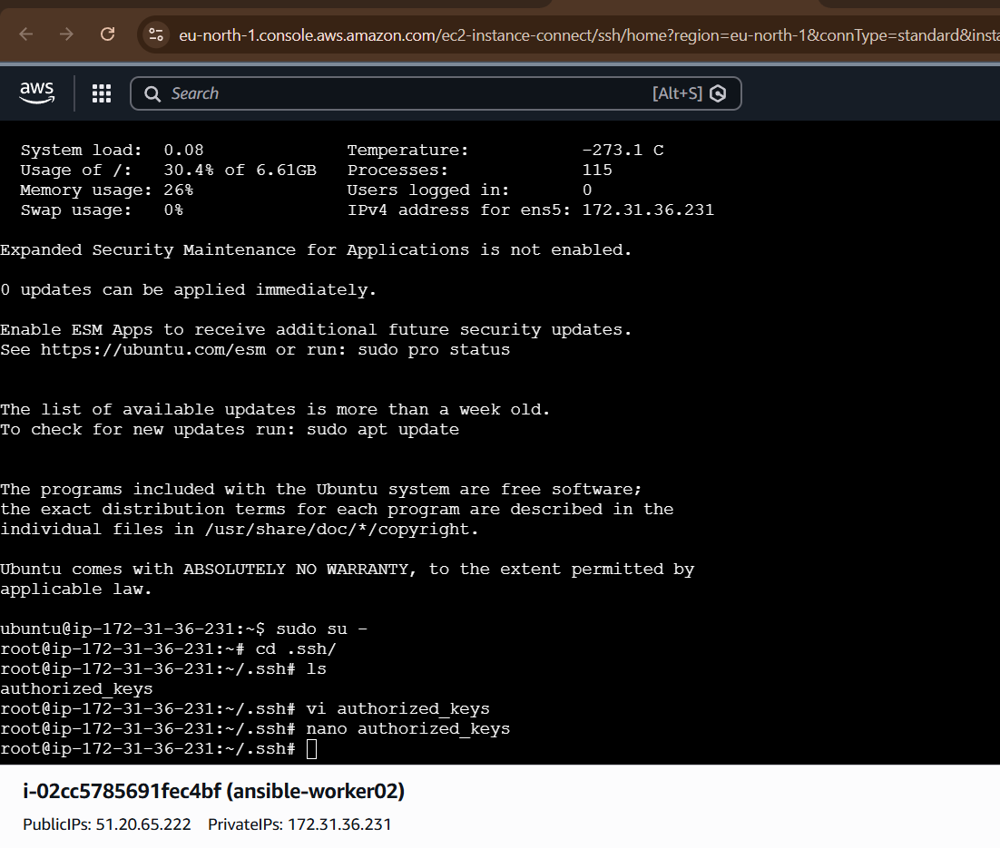 eu-north-1.console.aws.amazon.com/ec2-instance-connect/ssh/home?region=eu-north-1&connType=standard&insta
aws Search [Alt+S]
System load: 0.08 Temperature: -273.1 C
Usage of /: 30.4% of 6.61GB Processes: 115
Memory usage: 26% Users logged in: 0
Swap usage: 0% IPv4 address for ens5: 172.31.36.231
Expanded Security Maintenance for Applications is not enabled.
0 updates can be applied immediately.
Enable ESM Apps to receive additional future security updates.
See https://ubuntu.com/esm or run: sudo pro status
The list of available updates is more than a week old.
To check for new updates run: sudo apt update
The programs included with the Ubuntu system are free software;
the exact distribution terms for each program are described in the
individual files in /usr/share/doc/*/copyright.
Ubuntu comes with ABSOLUTELY NO WARRANTY, to the extent permitted by
applicable law.
ubuntu@ip-172-31-36-231:~$ sudo su -
root@ip-172-31-36-231:~# cd .ssh/
root@ip-172-31-36-231:~/.ssh# ls
authorized_keys
root@ip-172-31-36-231:~/.ssh# vi authorized_keys
root@ip-172-31-36-231:~/.ssh# nano authorized_keys
root@ip-172-31-36-231:~/.ssh#
i-02cc5785691fec4bf (ansible-worker02)
PublicIPs: 51.20.65.222 PrivateIPs: 172.31.36.231